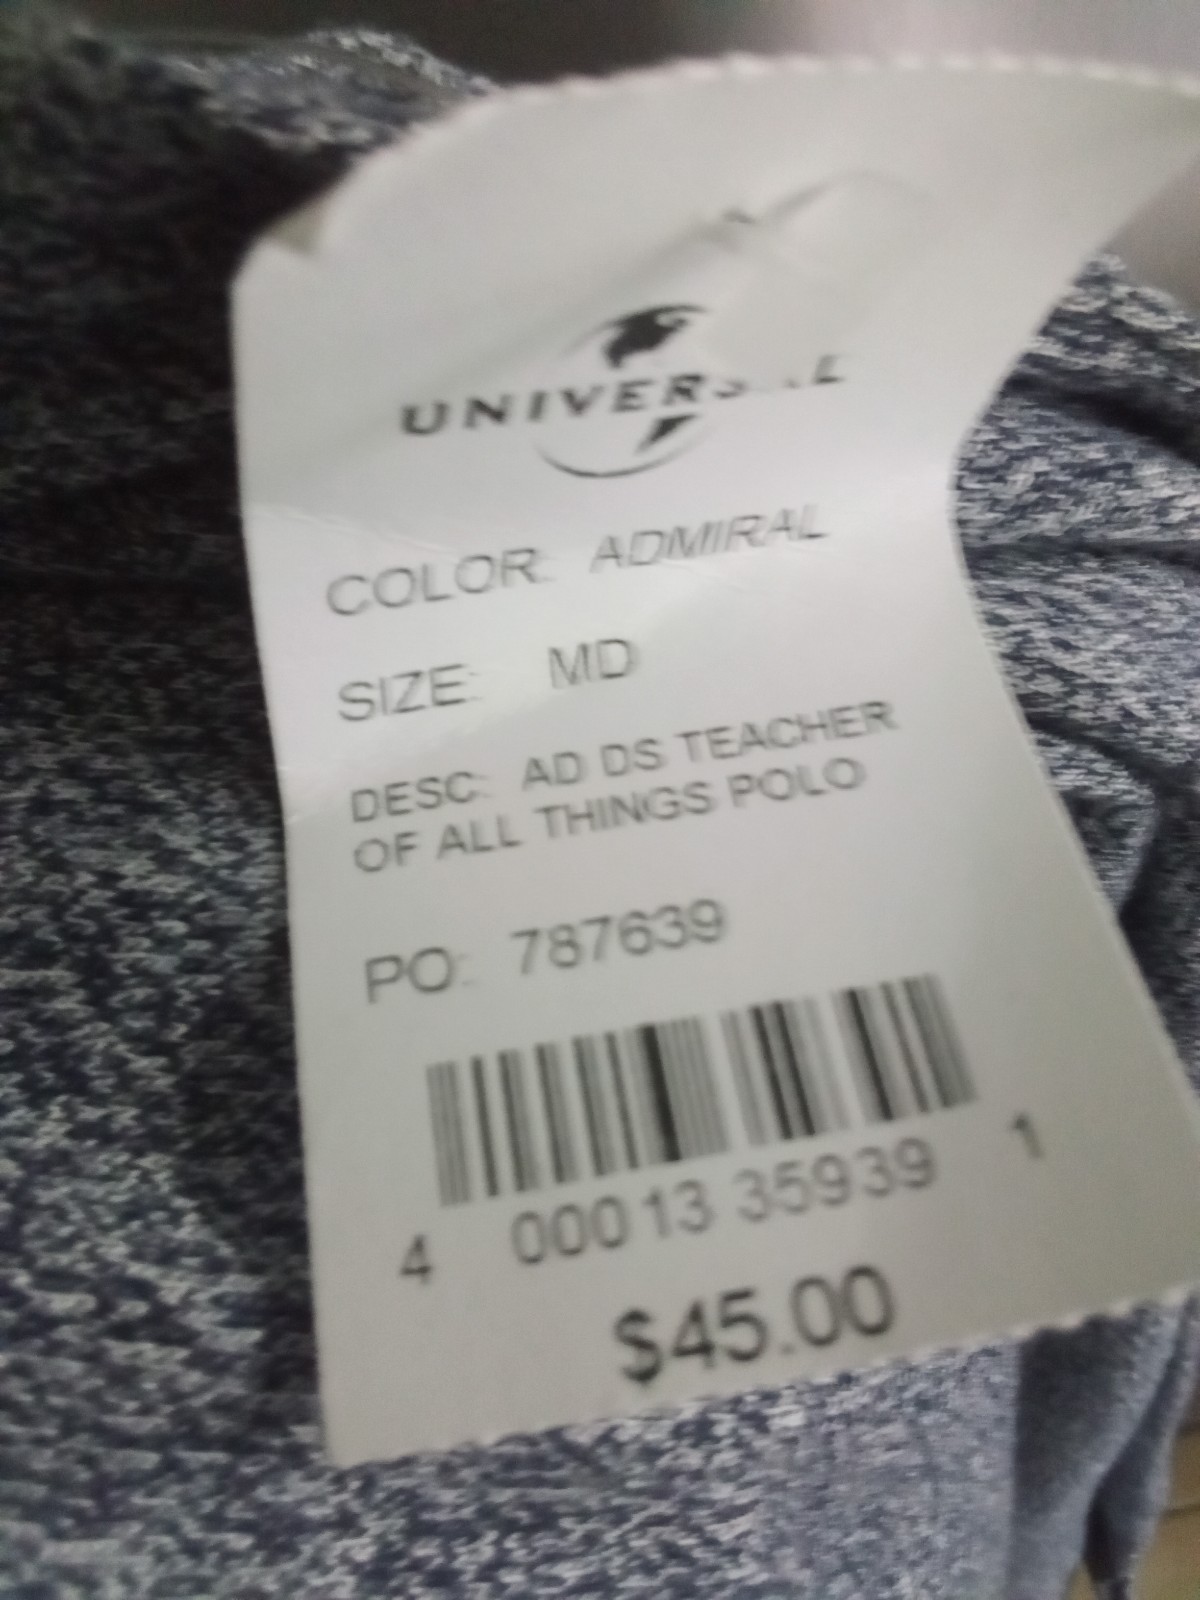 UNIVERSAL
COLOR: ADMIRAL
SIZE: MD
DESC: AD DS TEACHER
OF ALL THINGS POLO
PO: 787639
4 00013 35939 1
$45.00